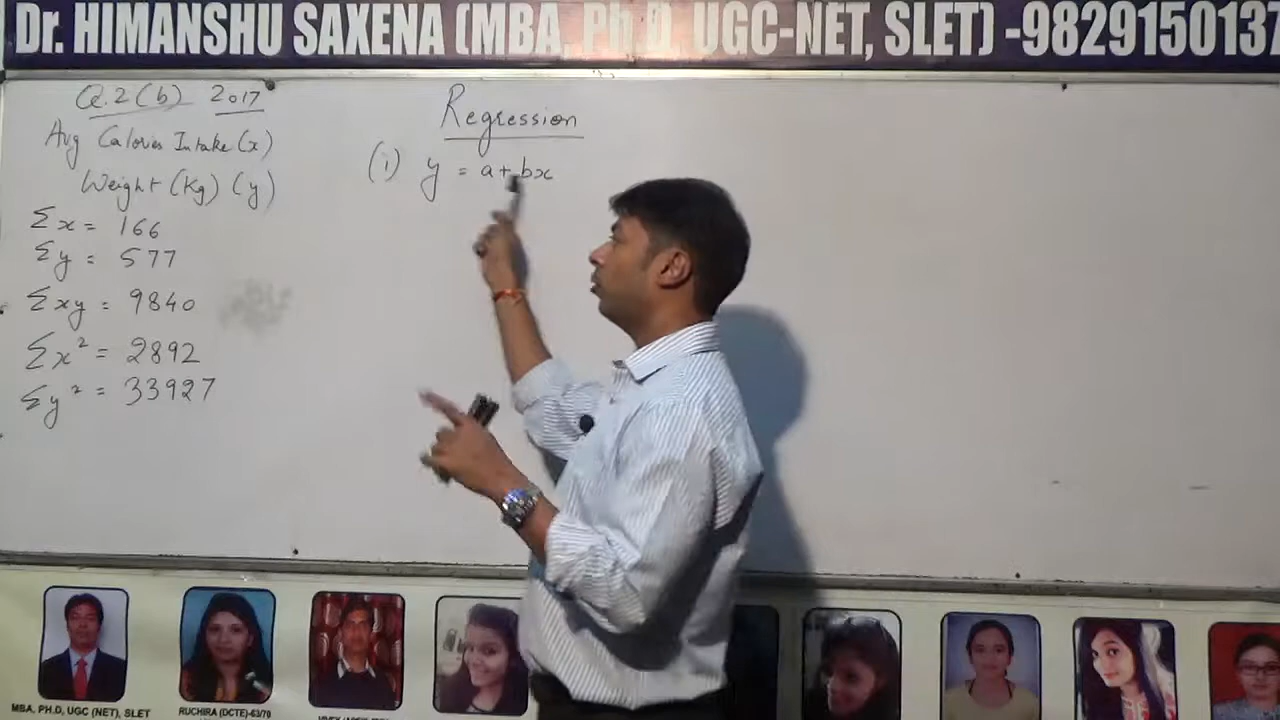 Dr. HIMANSHU SAXENA (MBA, Ph.D, UGC-NET, SLET) -9829150137
Q.2(b) 2017
Avg Calories Intake (x)
Weight (Kg) (y)
Σx = 166
Σy = 577
Σxy = 9840
Σx² = 2892
Σy² = 33927
Regression
(i) y = a+bx
MBA, PH.D, UGC (NET), SLET
RUCHIRA (DCTE)-63/70